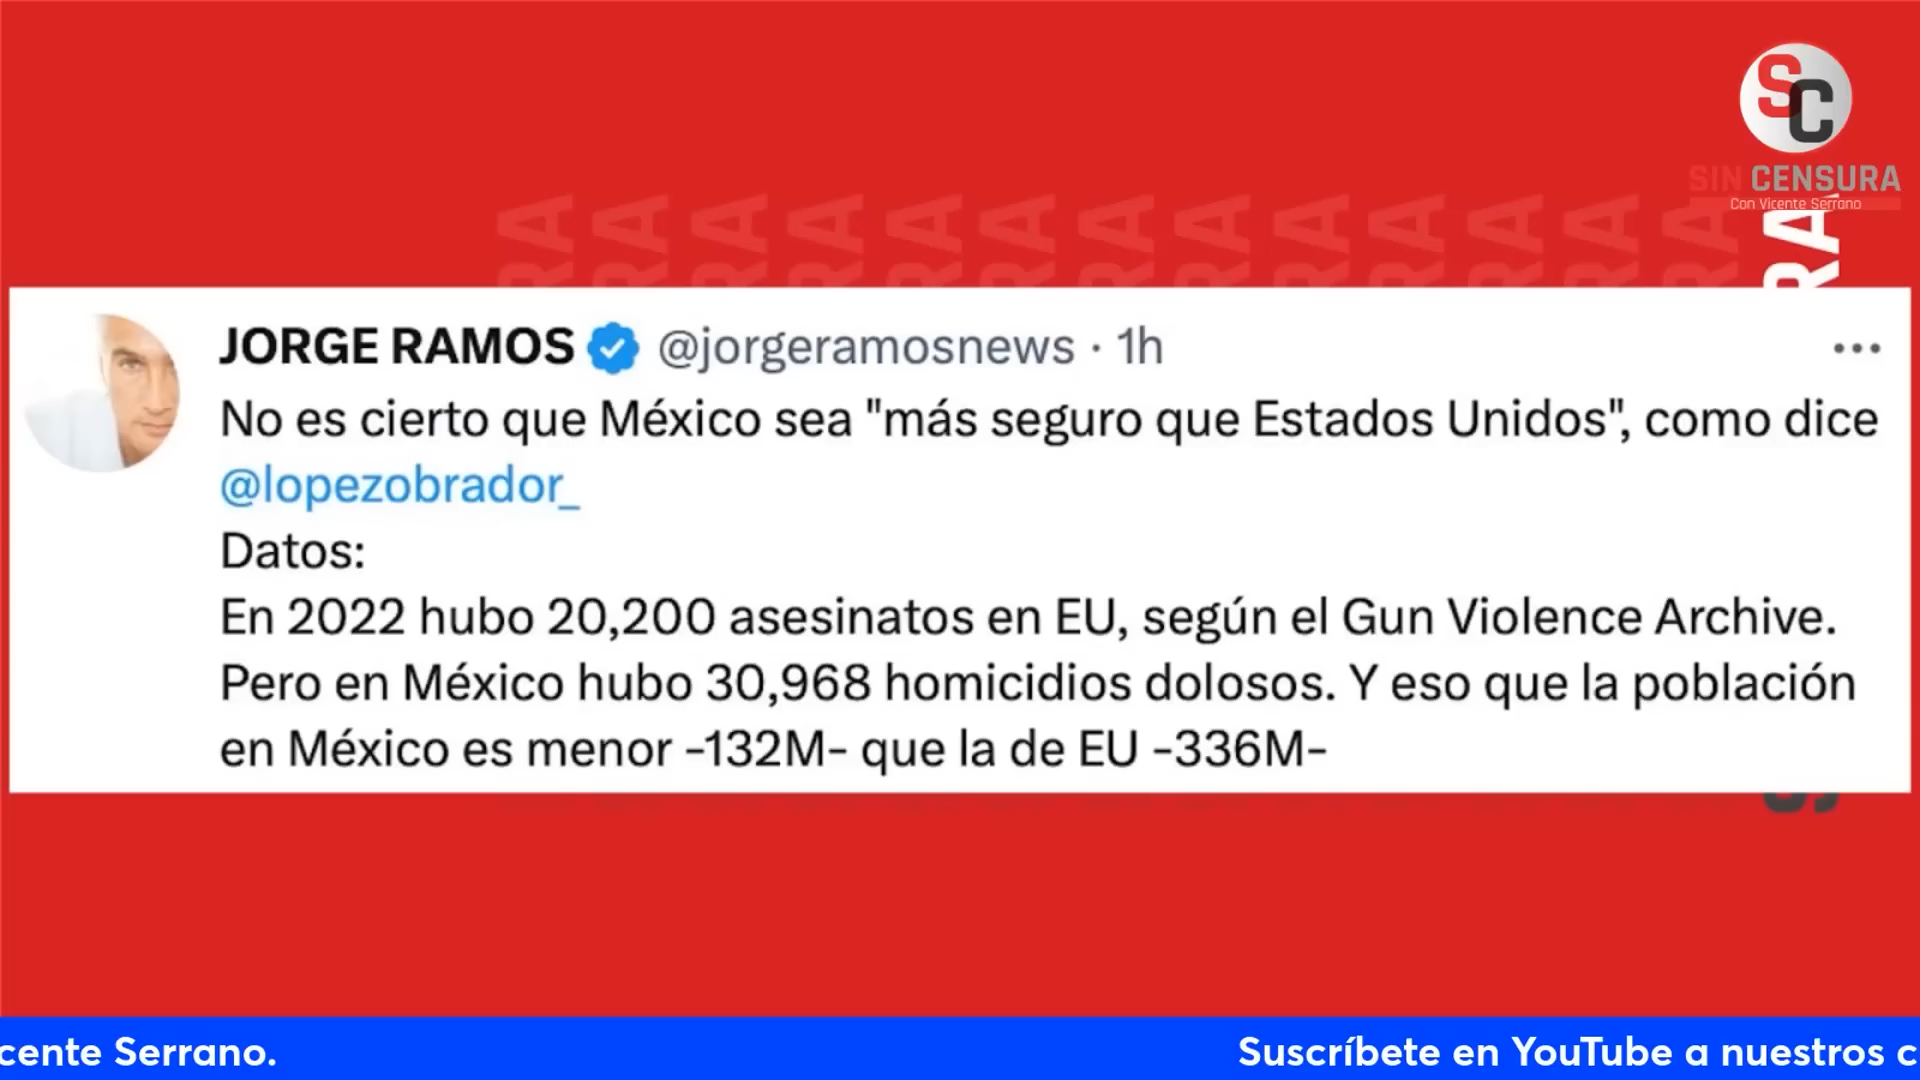 SC
SIN CENSURA
Con Vicente Serrano
JORGE RAMOS @jorgeramosnews · 1h
No es cierto que México sea "más seguro que Estados Unidos", como dice
@lopezobrador_
Datos:
En 2022 hubo 20,200 asesinatos en EU, según el Gun Violence Archive.
Pero en México hubo 30,968 homicidios dolosos. Y eso que la población
en México es menor -132M- que la de EU -336M-
cente Serrano. Suscríbete en YouTube a nuestros c